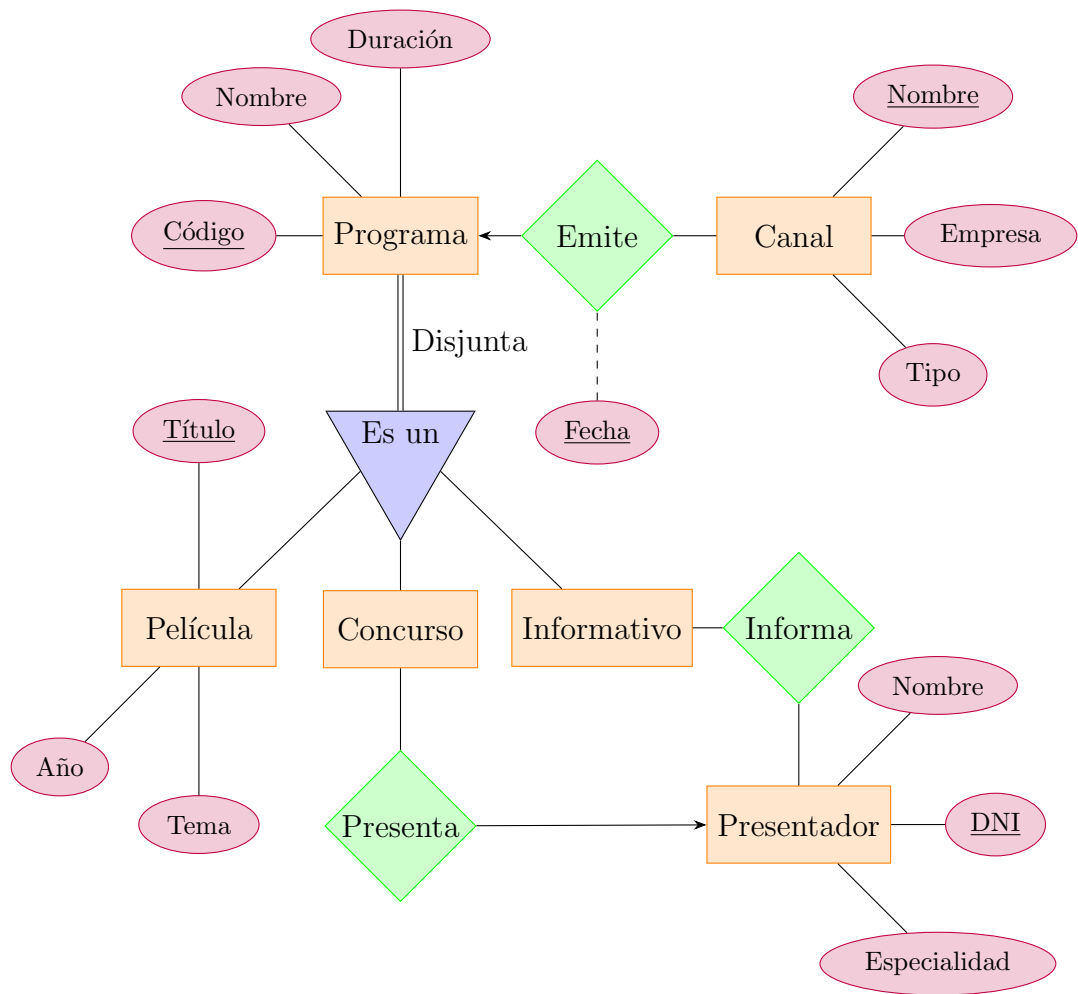 Duración
Nombre
Nombre
Código
Programa
Emite
Canal
Empresa
Disjunta
Tipo
Título
Es un
Fecha
Película
Concurso
Informativo
Informa
Nombre
Año
Tema
Presenta
Presentador
DNI
Especialidad